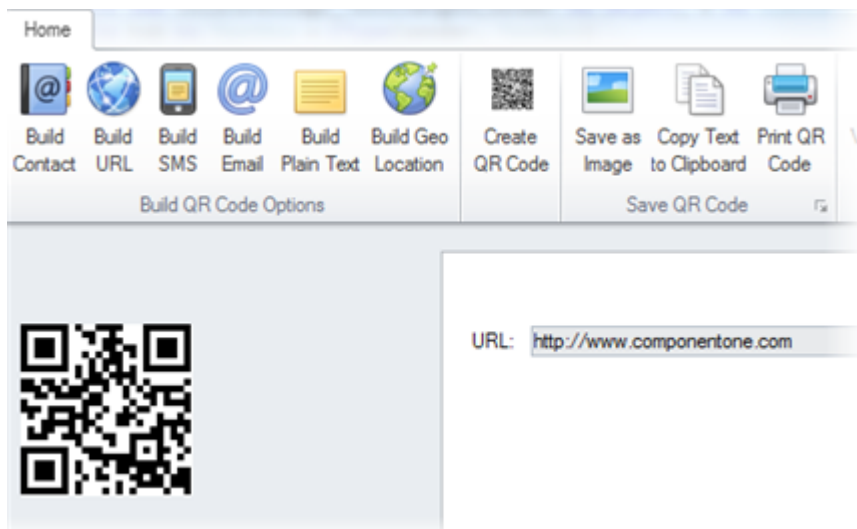 Home
Build Contact
Build URL
Build SMS
Build Email
Build Plain Text
Build Geo Location
Create QR Code
Save as Image
Copy Text to Clipboard
Print QR Code
Build QR Code Options
Save QR Code
URL: http://www.componentone.com